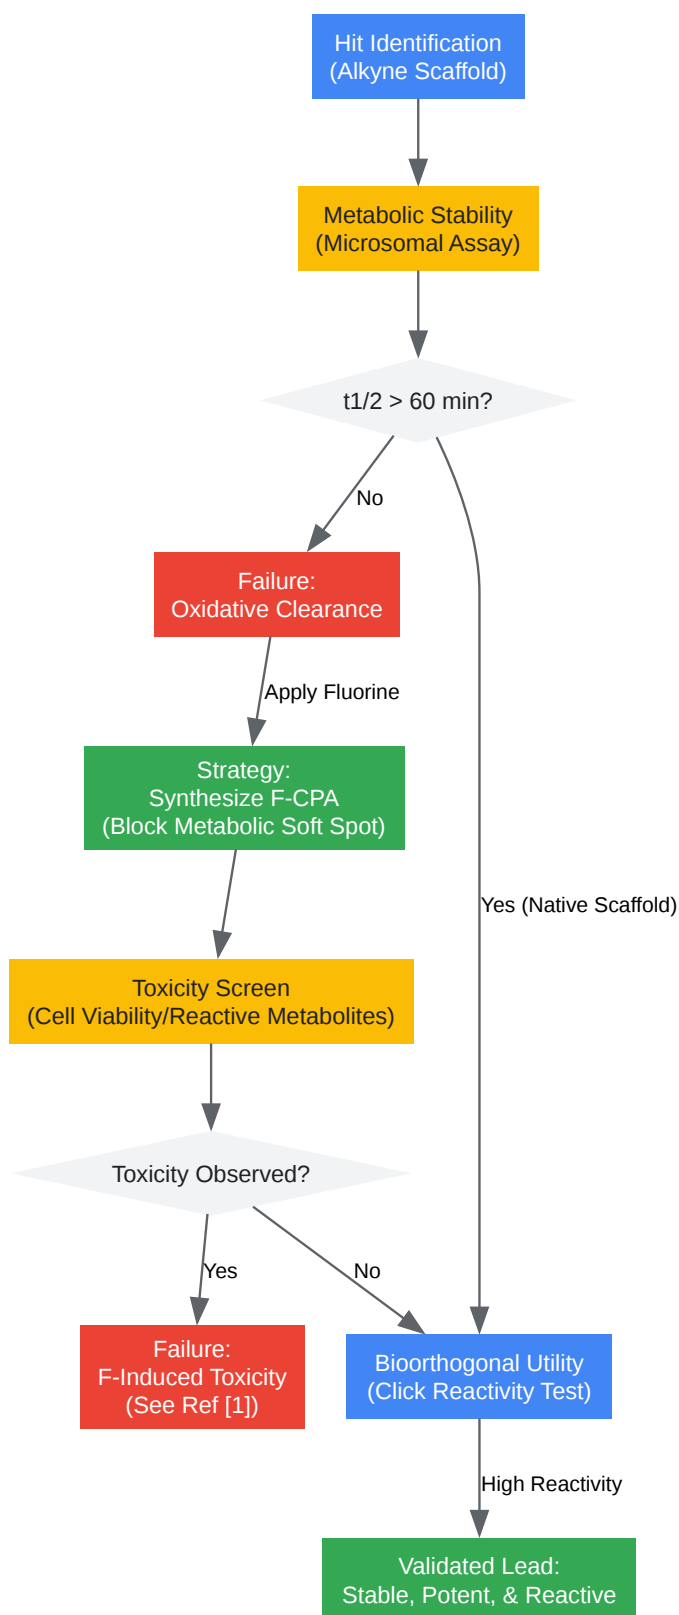 Hit Identification
(Alkyne Scaffold)
Metabolic Stability
(Microsomal Assay)
t1/2 > 60 min?
No
Failure:
Oxidative Clearance
Apply Fluorine
Strategy:
Synthesize F-CPA
(Block Metabolic Soft Spot)
Yes (Native Scaffold)
Toxicity Screen
(Cell Viability/Reactive Metabolites)
Toxicity Observed?
Yes
No
Failure:
F-Induced Toxicity
(See Ref [1])
Bioorthogonal Utility
(Click Reactivity Test)
High Reactivity
Validated Lead:
Stable, Potent, & Reactive